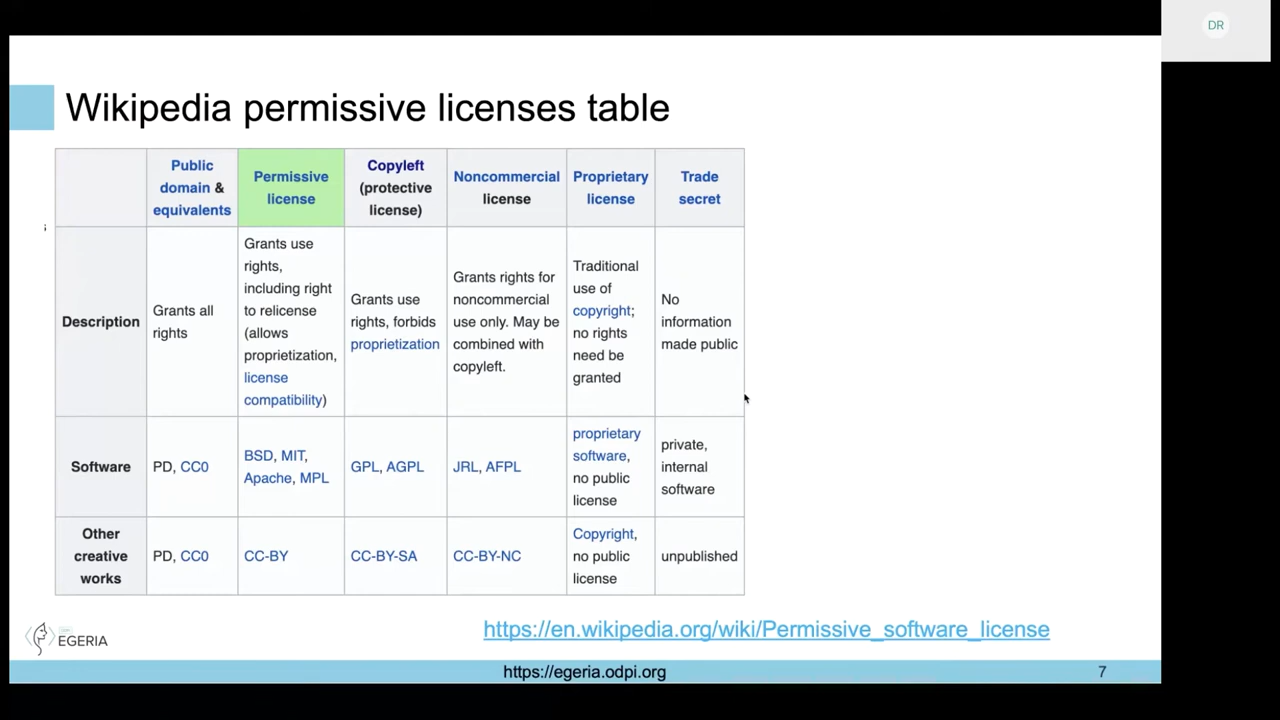 DR
Wikipedia permissive licenses table
Public domain & equivalents
Permissive license
Copyleft (protective license)
Noncommercial license
Proprietary license
Trade secret
Description
Grants all rights
Grants use rights, including right to relicense (allows proprietization, license compatibility)
Grants use rights, forbids proprietization
Grants rights for noncommercial use only. May be combined with copyleft.
Traditional use of copyright; no rights need be granted
No information made public
Software
PD, CC0
BSD, MIT, Apache, MPL
GPL, AGPL
JRL, AFPL
proprietary software, no public license
private, internal software
Other creative works
PD, CC0
CC-BY
CC-BY-SA
CC-BY-NC
Copyright, no public license
unpublished
EGERIA
https://en.wikipedia.org/wiki/Permissive_software_license
https://egeria.odpi.org
7